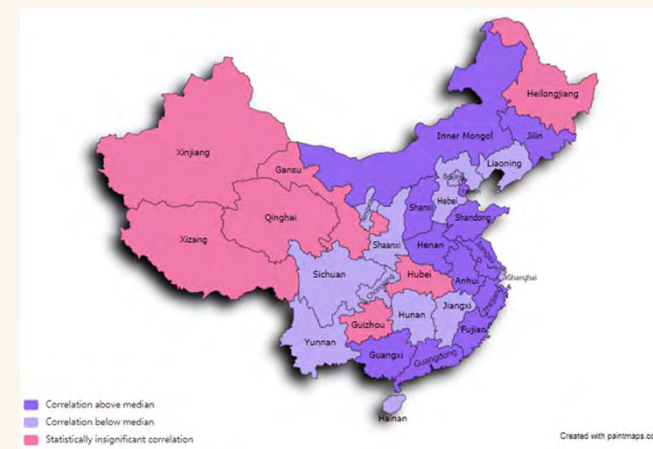 Heilongjiang
Inner Mongol
Jilin
Xinjiang
Liaoning
Gansu
Beijing
Hebei
Shanxi
Shandong
Qinghai
Shaanxi
Henan
Xizang
Sichuan
Hubei
Anhui
Shanghai
Chongqing
Jiangxi
Hunan
Guizhou
Fujian
Yunnan
Guangxi
Guangdong
Hainan
Correlation above median
Correlation below median
Statistically insignificant correlation
Created with paintmaps.co